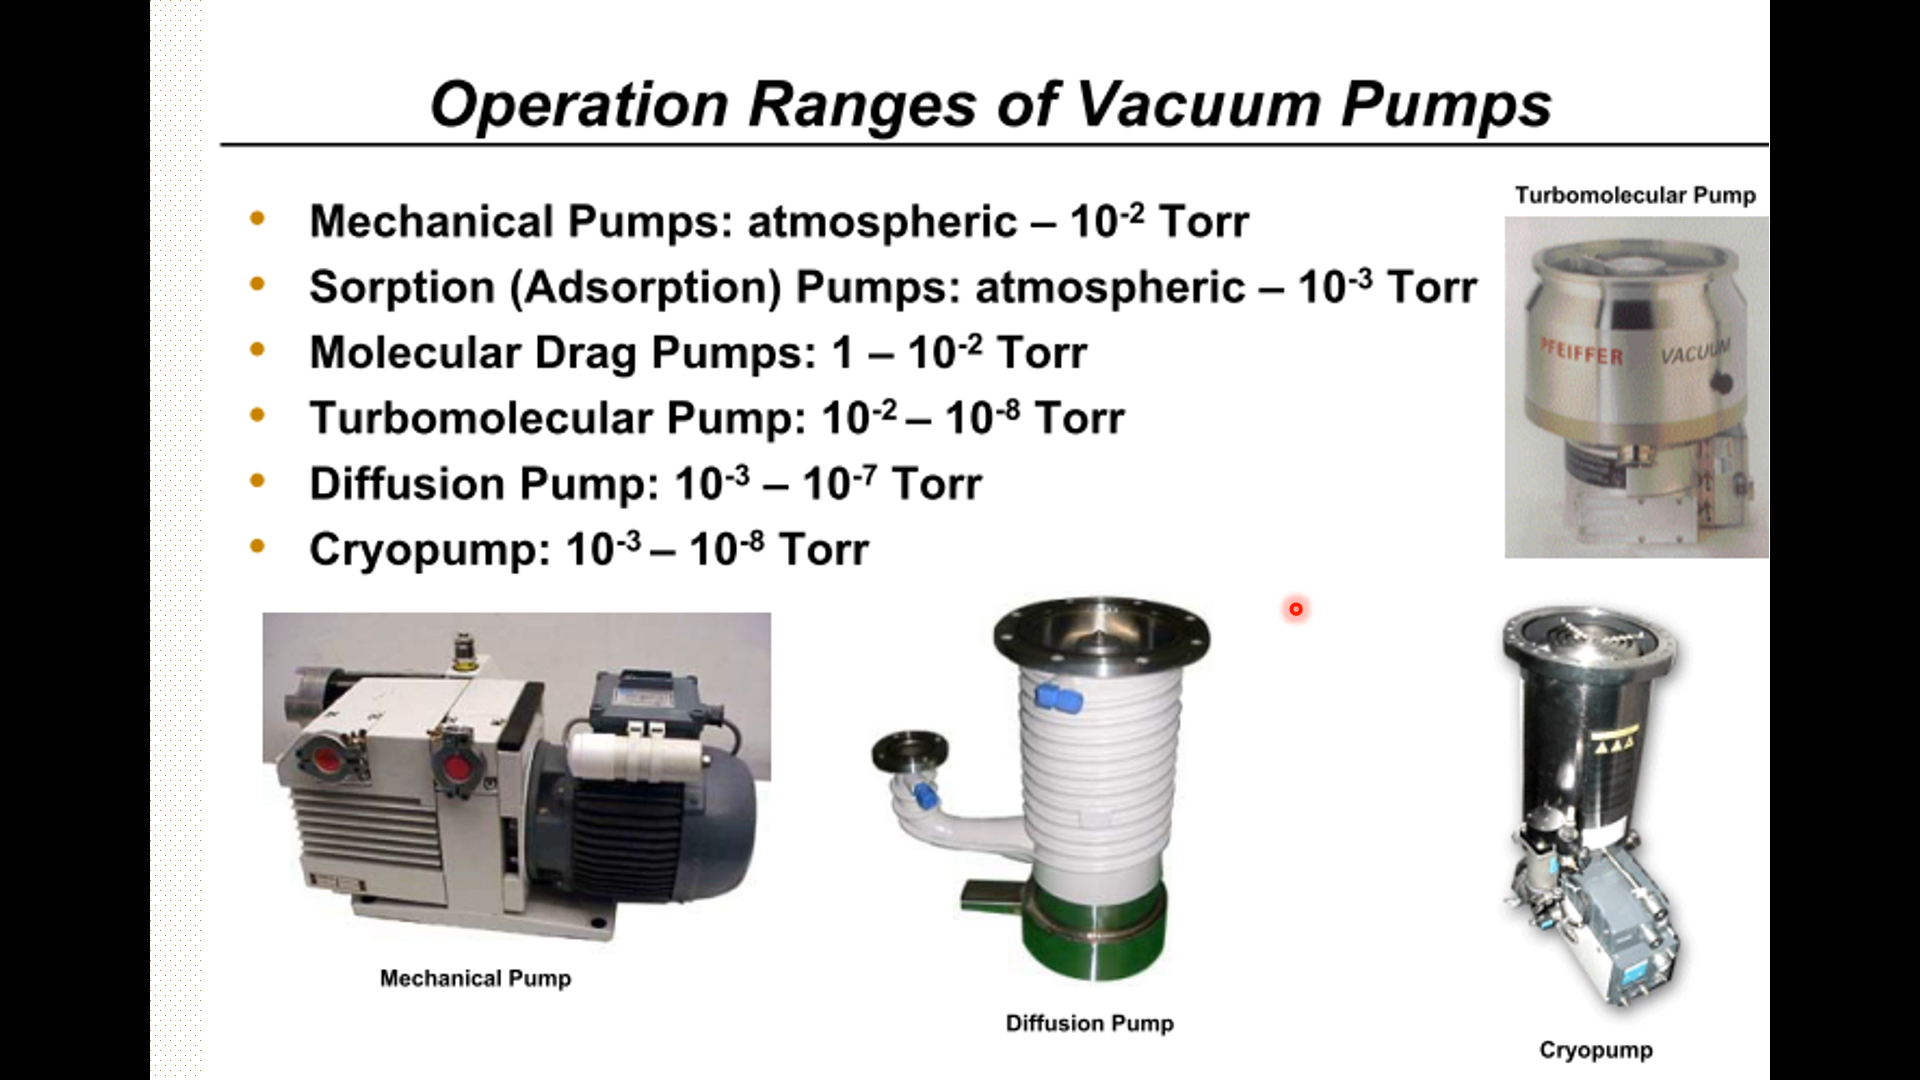 Operation Ranges of Vacuum Pumps
Turbomolecular Pump
• Mechanical Pumps: atmospheric – 10⁻² Torr
• Sorption (Adsorption) Pumps: atmospheric – 10⁻³ Torr
• Molecular Drag Pumps: 1 – 10⁻² Torr
• Turbomolecular Pump: 10⁻² – 10⁻⁸ Torr
• Diffusion Pump: 10⁻³ – 10⁻⁷ Torr
• Cryopump: 10⁻³ – 10⁻⁸ Torr
PFEIFFER VACUUM
Mechanical Pump
Diffusion Pump
Cryopump